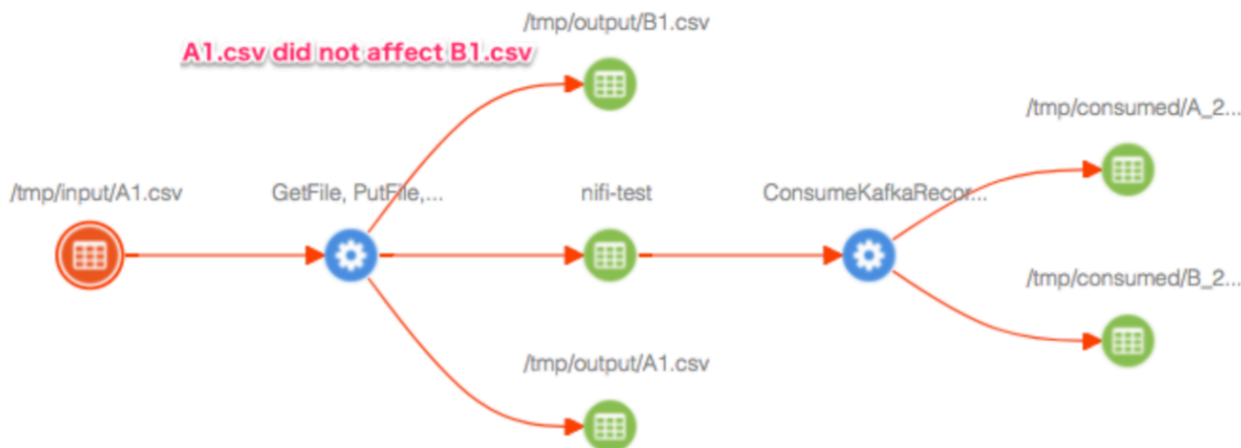 /tmp/output/B1.csv
A1.csv did not affect B1.csv
/tmp/consumed/A_2...
/tmp/input/A1.csv
GetFile, PutFile,...
nifi-test
ConsumeKafkaRecor...
/tmp/consumed/B_2...
/tmp/output/A1.csv